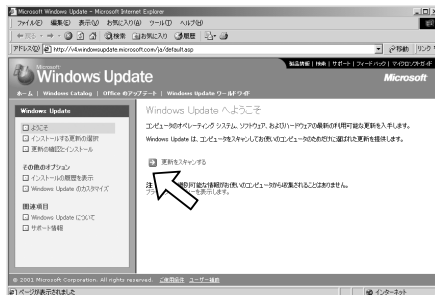 Microsoft Windows Update - Microsoft Internet Explorer
ファイル(F) 編集(E) 表示(V) お気に入り(A) ツール(T) ヘルプ(H)
戻る 検索 お気に入り 履歴
アドレス(D) http://v4.windowsupdate.microsoft.com/ja/default.asp 移動 リンク
製品情報 | 検索 | サポート | フィードバック | マイクロソフトガイド
Microsoft
Windows Update
Microsoft
ホーム | Windows Catalog | Office のアップデート | Windows Update ワールドワイド
Windows Update
ようこそ
インストールする更新の選択
更新の確認とインストール
その他のオプション
インストールの履歴を表示
Windows Update のカスタマイズ
関連項目
Windows Update について
サポート情報
Windows Update へようこそ
コンピュータのオペレーティング システム、ソフトウェア、およびハードウェアの最新の利用可能な更新を入手します。
Windows Update は、コンピュータをスキャンしてお使いのコンピュータのためだけに選ばれた更新を提供します。
更新をスキャンする
注 別可能な情報がお使いのコンピュータから収集されることはありません。
を表示します。
© 2001 Microsoft Corporation. All rights reserved. ご使用条件 ユーザー補助
ページが表示されました インターネット